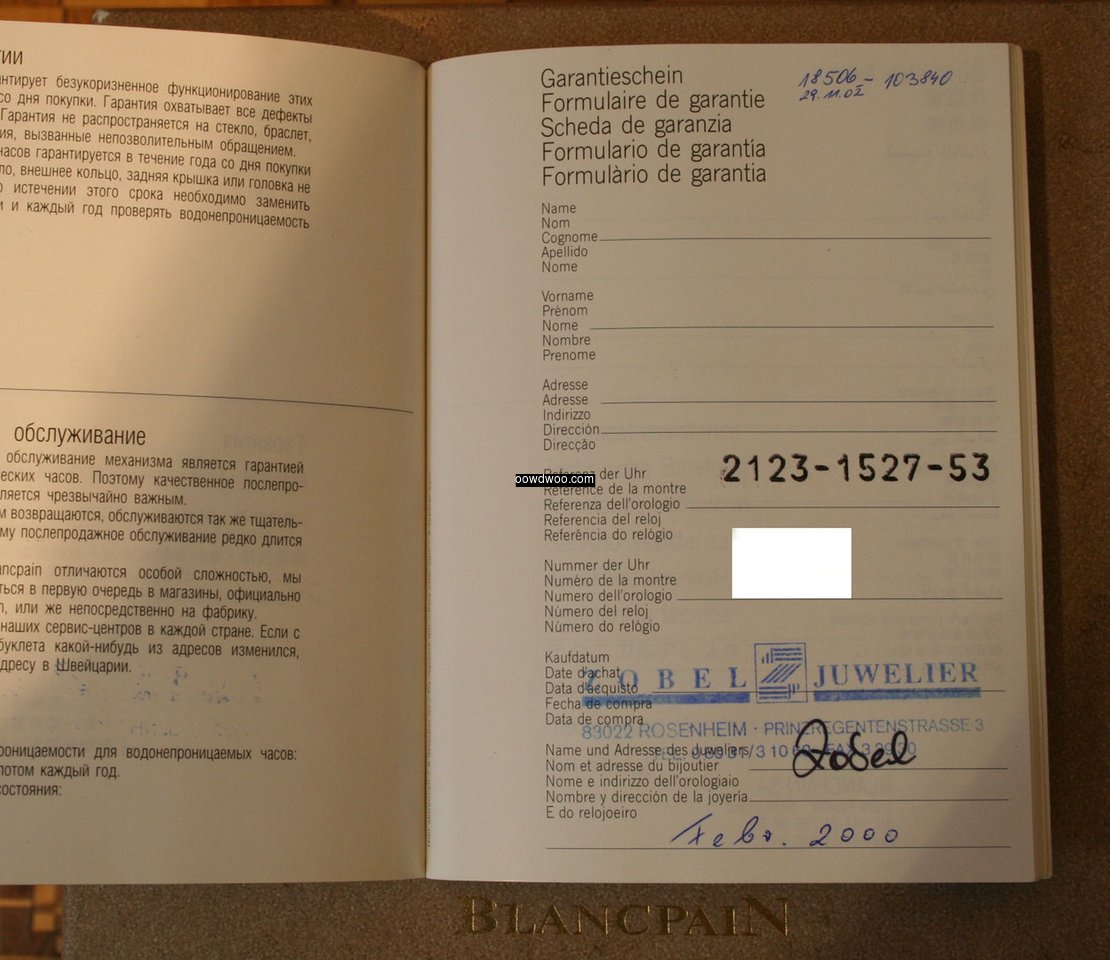 тии
нтирует безукоризненное функционирование этих
со дня покупки. Гарантия охватывает все дефекты
Гарантия не распространяется на стекло, браслет,
ия, вызванные непозволительным обращением.
часов гарантируется в течение года со дня покупки
ло, внешнее кольцо, задняя крышка или головка не
о истечении этого срока необходимо заменить
и и каждый год проверять водонепроницаемость
обслуживание
обслуживание механизма является гарантией
еских часов. Поэтому качественное послепро-
ляется чрезвычайно важным.
м возвращаются, обслуживаются так же тщатель-
му послепродажное обслуживание редко длится
ancpain отличаются особой сложностью, мы
ться в первую очередь в магазины, официально
n, или же непосредственно на фабрику.
наших сервис-центров в каждой стране. Если с
буклета какой-нибудь из адресов изменился,
дресу в Швейцарии.
роницаемости для водонепроницаемых часов:
потом каждый год.
состояния:
Garantieschein
Formulaire de garantie
Scheda de garanzia
Formulario de garantía
Formulàrio de garantia
18506 - 103840
29.11.02
Name
Nom
Cognome
Apellido
Nome
Vorname
Prénom
Nome
Nombre
Prenome
Adresse
Adresse
Indirizzo
Dirección
Direcção
Referenz der Uhr
Référence de la montre
Referenza dell'orologio
Referencia del reloj
Referência do relógio
2123-1527-53
oowdwoo.com
Nummer der Uhr
Numéro de la montre
Numero dell'orologio
Número del reloj
Número do relógio
Kaufdatum
Date d'achat
Data d'acquisto
Fecha de compra
Data de compra
ZOBEL JUWELIER
83022 ROSENHEIM · PRINZREGENTENSTRASSE 3
Name und Adresse des Juweliers
Nom et adresse du bijoutier
Nome e indirizzo dell'orologiaio
Nombre y dirección de la joyería
E do relojoeiro
Zobel
Febr. 2000
BLANCPAIN